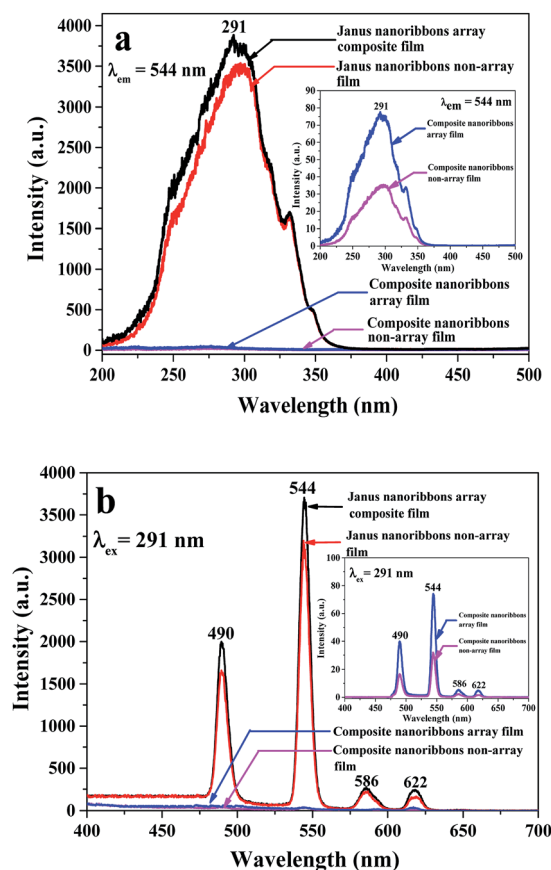 a
λem = 544 nm
291
Janus nanoribbons array
composite film
Janus nanoribbons non-array
film
Intensity (a.u.)
4000
3500
3000
2500
2000
1500
1000
500
0
200 250 300 350 400 450 500
Wavelength (nm)
Composite nanoribbons
array film
Composite nanoribbons
non-array film
291
λem = 544 nm
Composite nanoribbons
array film
Composite nanoribbons
non-array film
Intensity (a.u.)
90
80
70
60
50
40
30
20
10
0
200 250 300 350 400 450 500
Wavelength (nm)
b
λex = 291 nm
490
544
586
622
Janus nanoribbons array
composite film
Janus nanoribbons non-array
film
Composite nanoribbons array film
Composite nanoribbons non-array
film
Intensity (a.u.)
4000
3500
3000
2500
2000
1500
1000
500
0
400 450 500 550 600 650 700
Wavelength (nm)
λex = 291 nm
490
544
586
622
Composite nanoribbons
array film
Composite nanoribbons
non-array film
Intensity (a.u.)
100
80
60
40
20
0
400 450 500 550 600 650 700
Wavelength (nm)